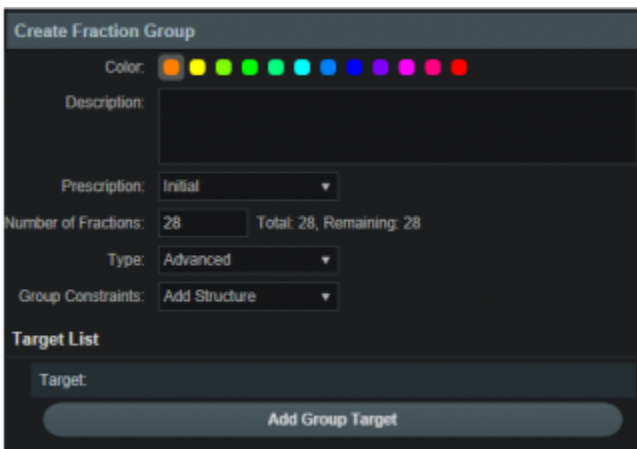 Create Fraction Group
Color:
Description:
Prescription: Initial
Number of Fractions: 28 Total: 28, Remaining: 28
Type: Advanced
Group Constraints: Add Structure
Target List
Target:
Add Group Target